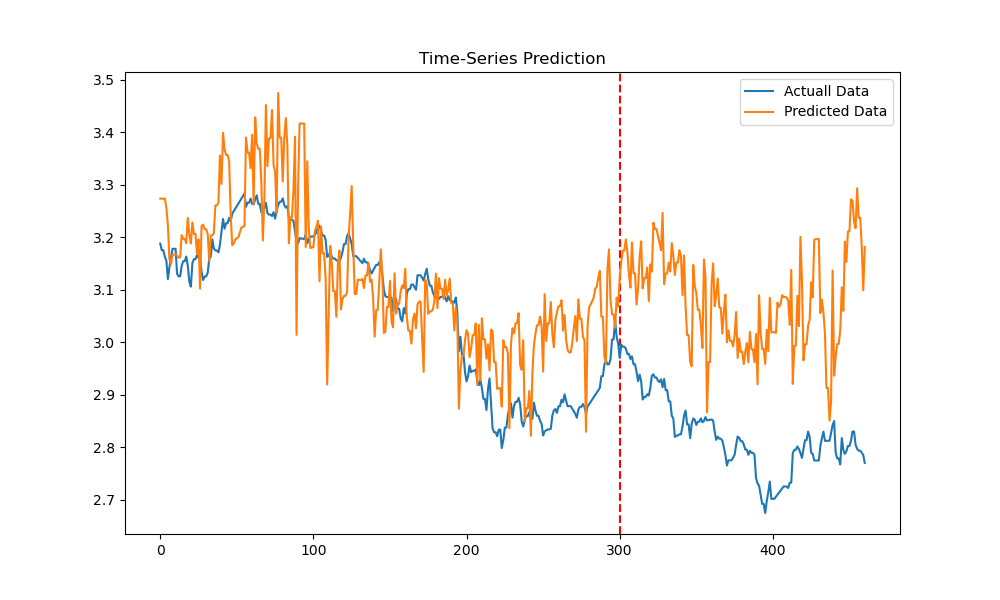 Time-Series Prediction
Actuall Data
Predicted Data
3.5
3.4
3.3
3.2
3.1
3.0
2.9
2.8
2.7
0 100 200 300 400